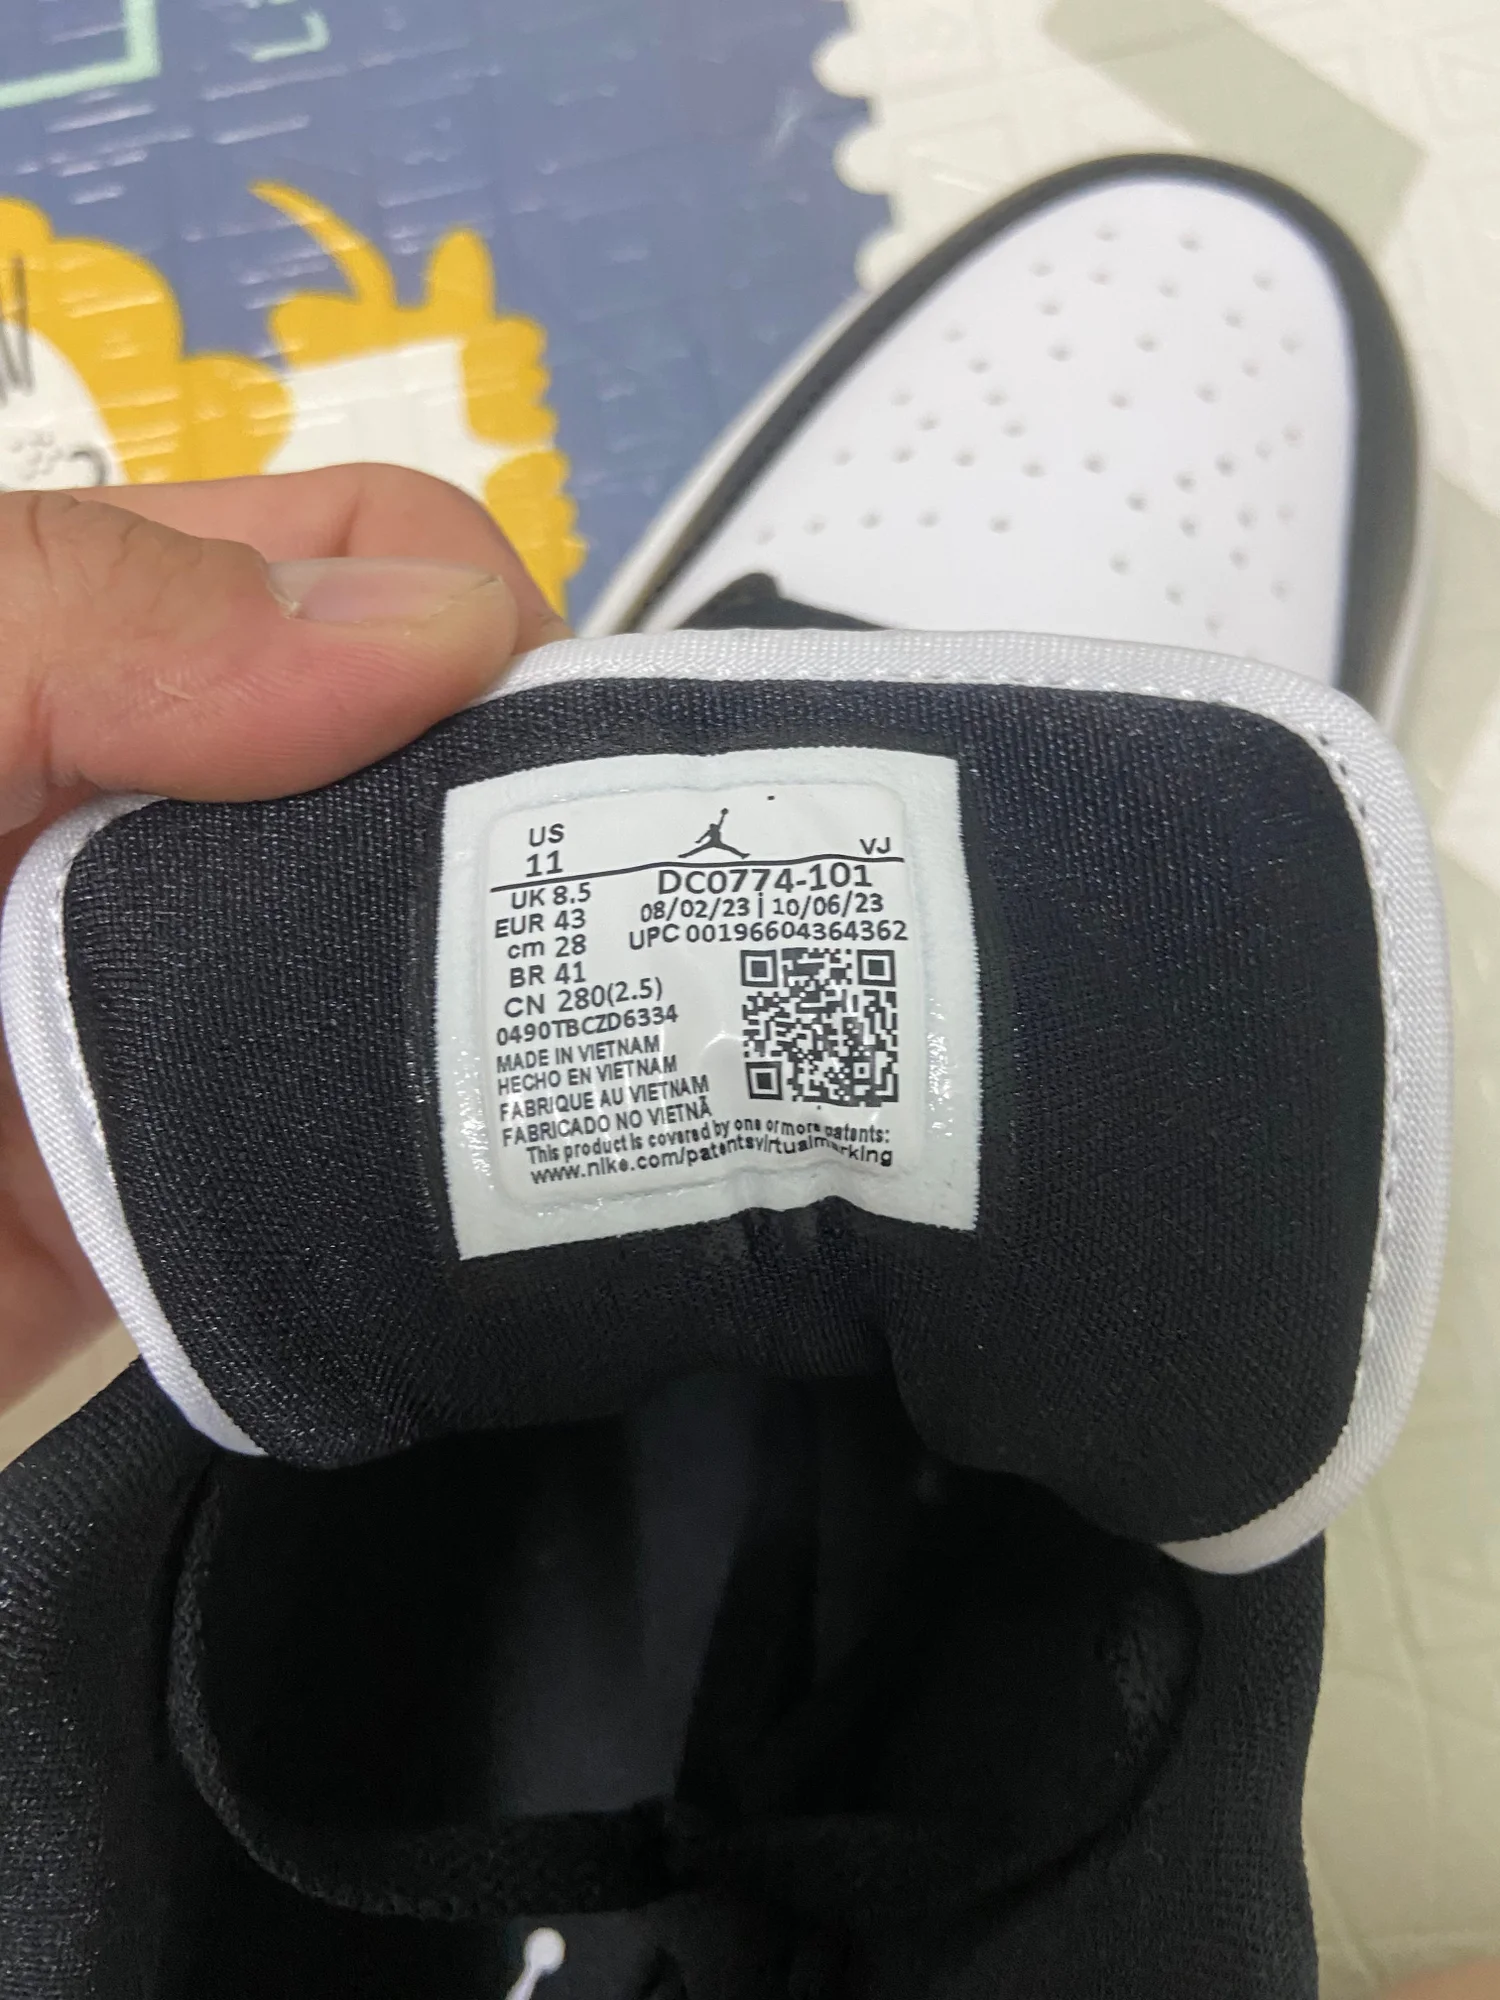 US
11
VJ
UK 8.5
EUR 43
cm 28
BR 41
CN 280(2.5)
0490TBCZD6334
DC0774-101
08/02/23 | 10/06/23
UPC 00196604364362
MADE IN VIETNAM
HECHO EN VIETNAM
FABRIQUE AU VIETNAM
FABRICADO NO VIETNÃ
This product is covered by one or more patents:
www.nike.com/patentsvirtualmarking